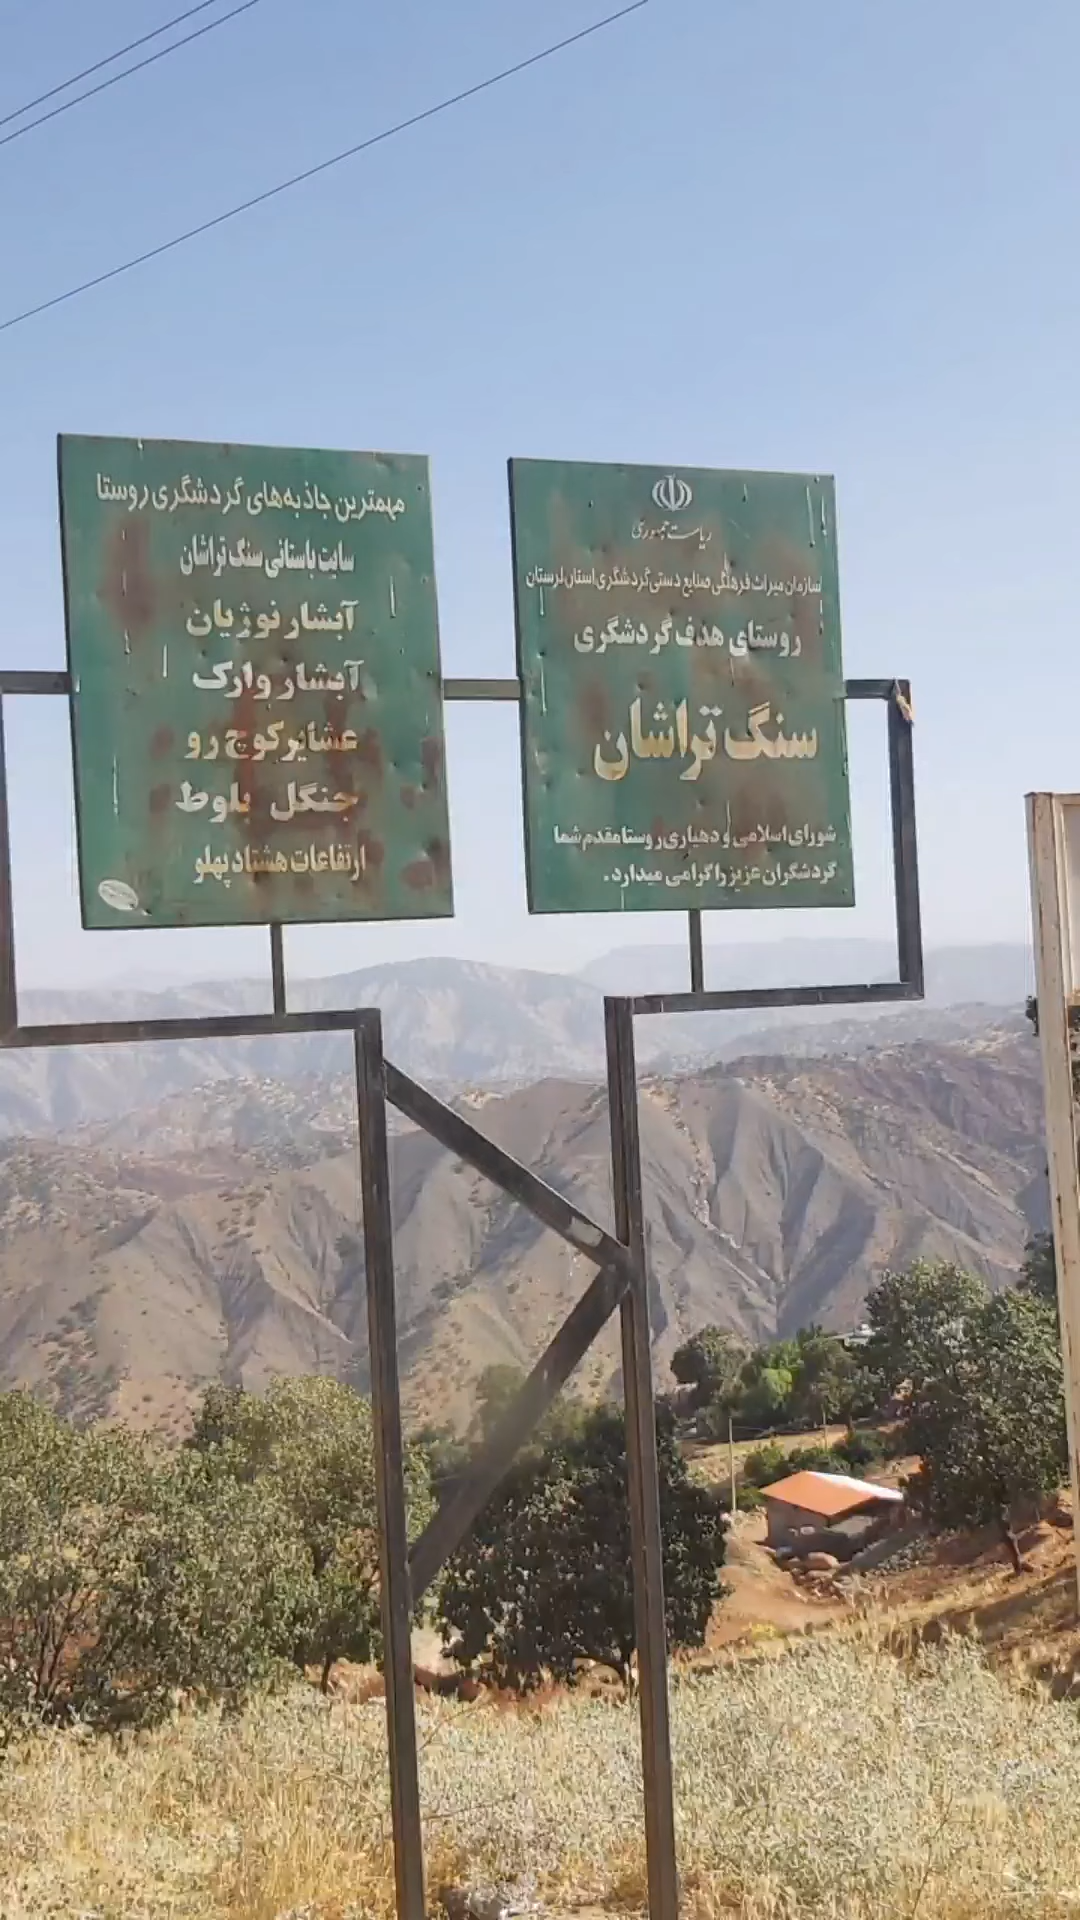 ریاست جمهوری
سازمان میراث فرهنگی صنایع دستی گردشگری استان لرستان
روستای هدف گردشگری
سنگ تراشان
شورای اسلامی و دهیاری روستا مقدم شما
گردشگران عزیز را گرامی میدارد.
مهمترین جاذبه‌های گردشگری روستا
سایت باستانی سنگ تراشان
آبشار نوژیان
آبشار وارک
عشایر کوچ رو
جنگل بلوط
ارتفاعات هشتاد پهلو